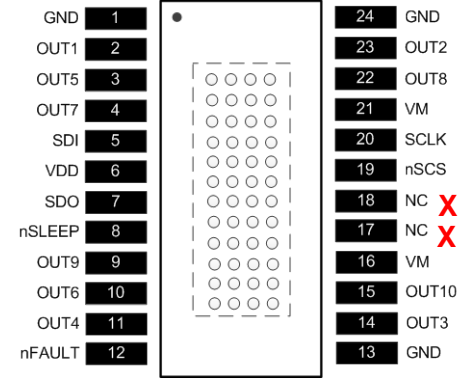 GND 1
OUT1 2
OUT5 3
OUT7 4
SDI 5
VDD 6
SDO 7
nSLEEP 8
OUT9 9
OUT6 10
OUT4 11
nFAULT 12
24 GND
23 OUT2
22 OUT8
21 VM
20 SCLK
19 nSCS
18 NC X
17 NC X
16 VM
15 OUT10
14 OUT3
13 GND